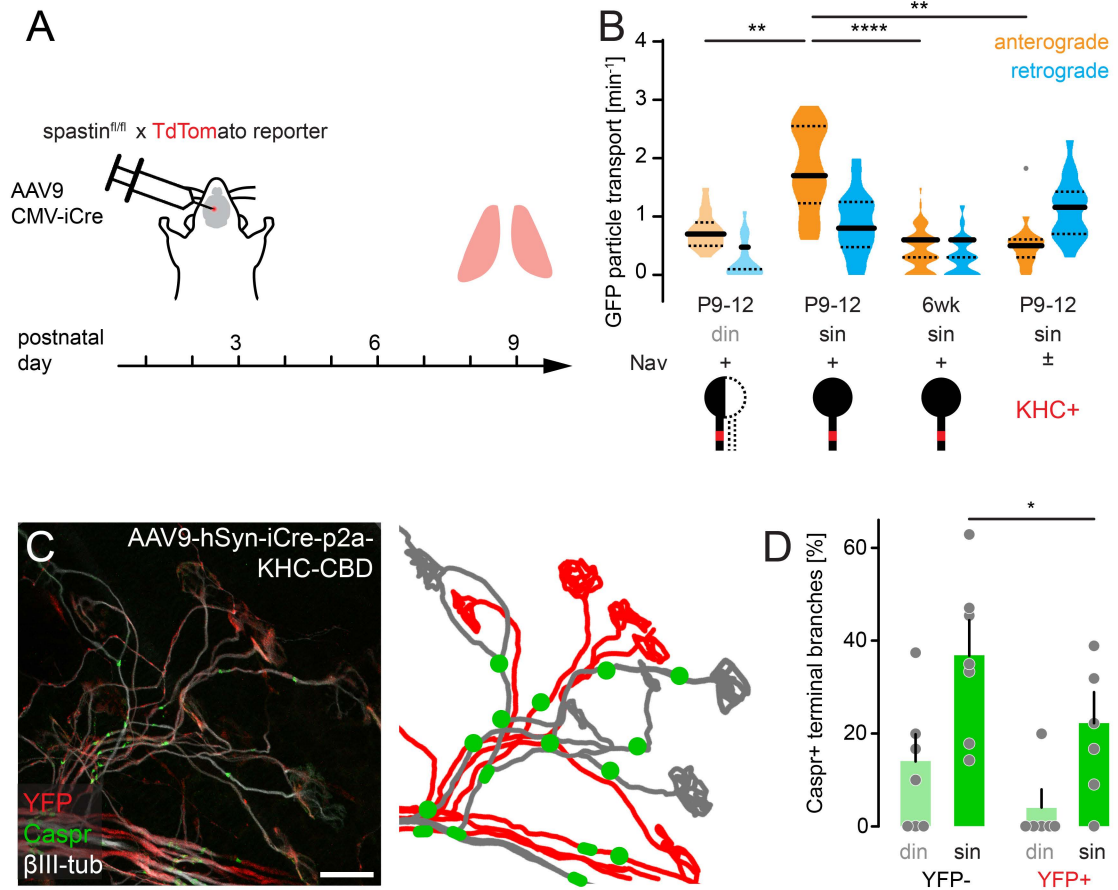 A
spastinfl/fl x TdTomato reporter
AAV9
CMV-iCre
postnatal
day
3
6
9
B
**
**
****
anterograde
retrograde
GFP particle transport [min-1]
4
3
2
1
0
P9-12
P9-12
6wk
P9-12
din
sin
sin
sin
Nav
+
+
+
±
KHC+
C
AAV9-hSyn-iCre-p2a-
KHC-CBD
YFP
Caspr
βIII-tub
D
*
Caspr+ terminal branches [%]
60
40
20
0
din
sin
din
sin
YFP-
YFP+